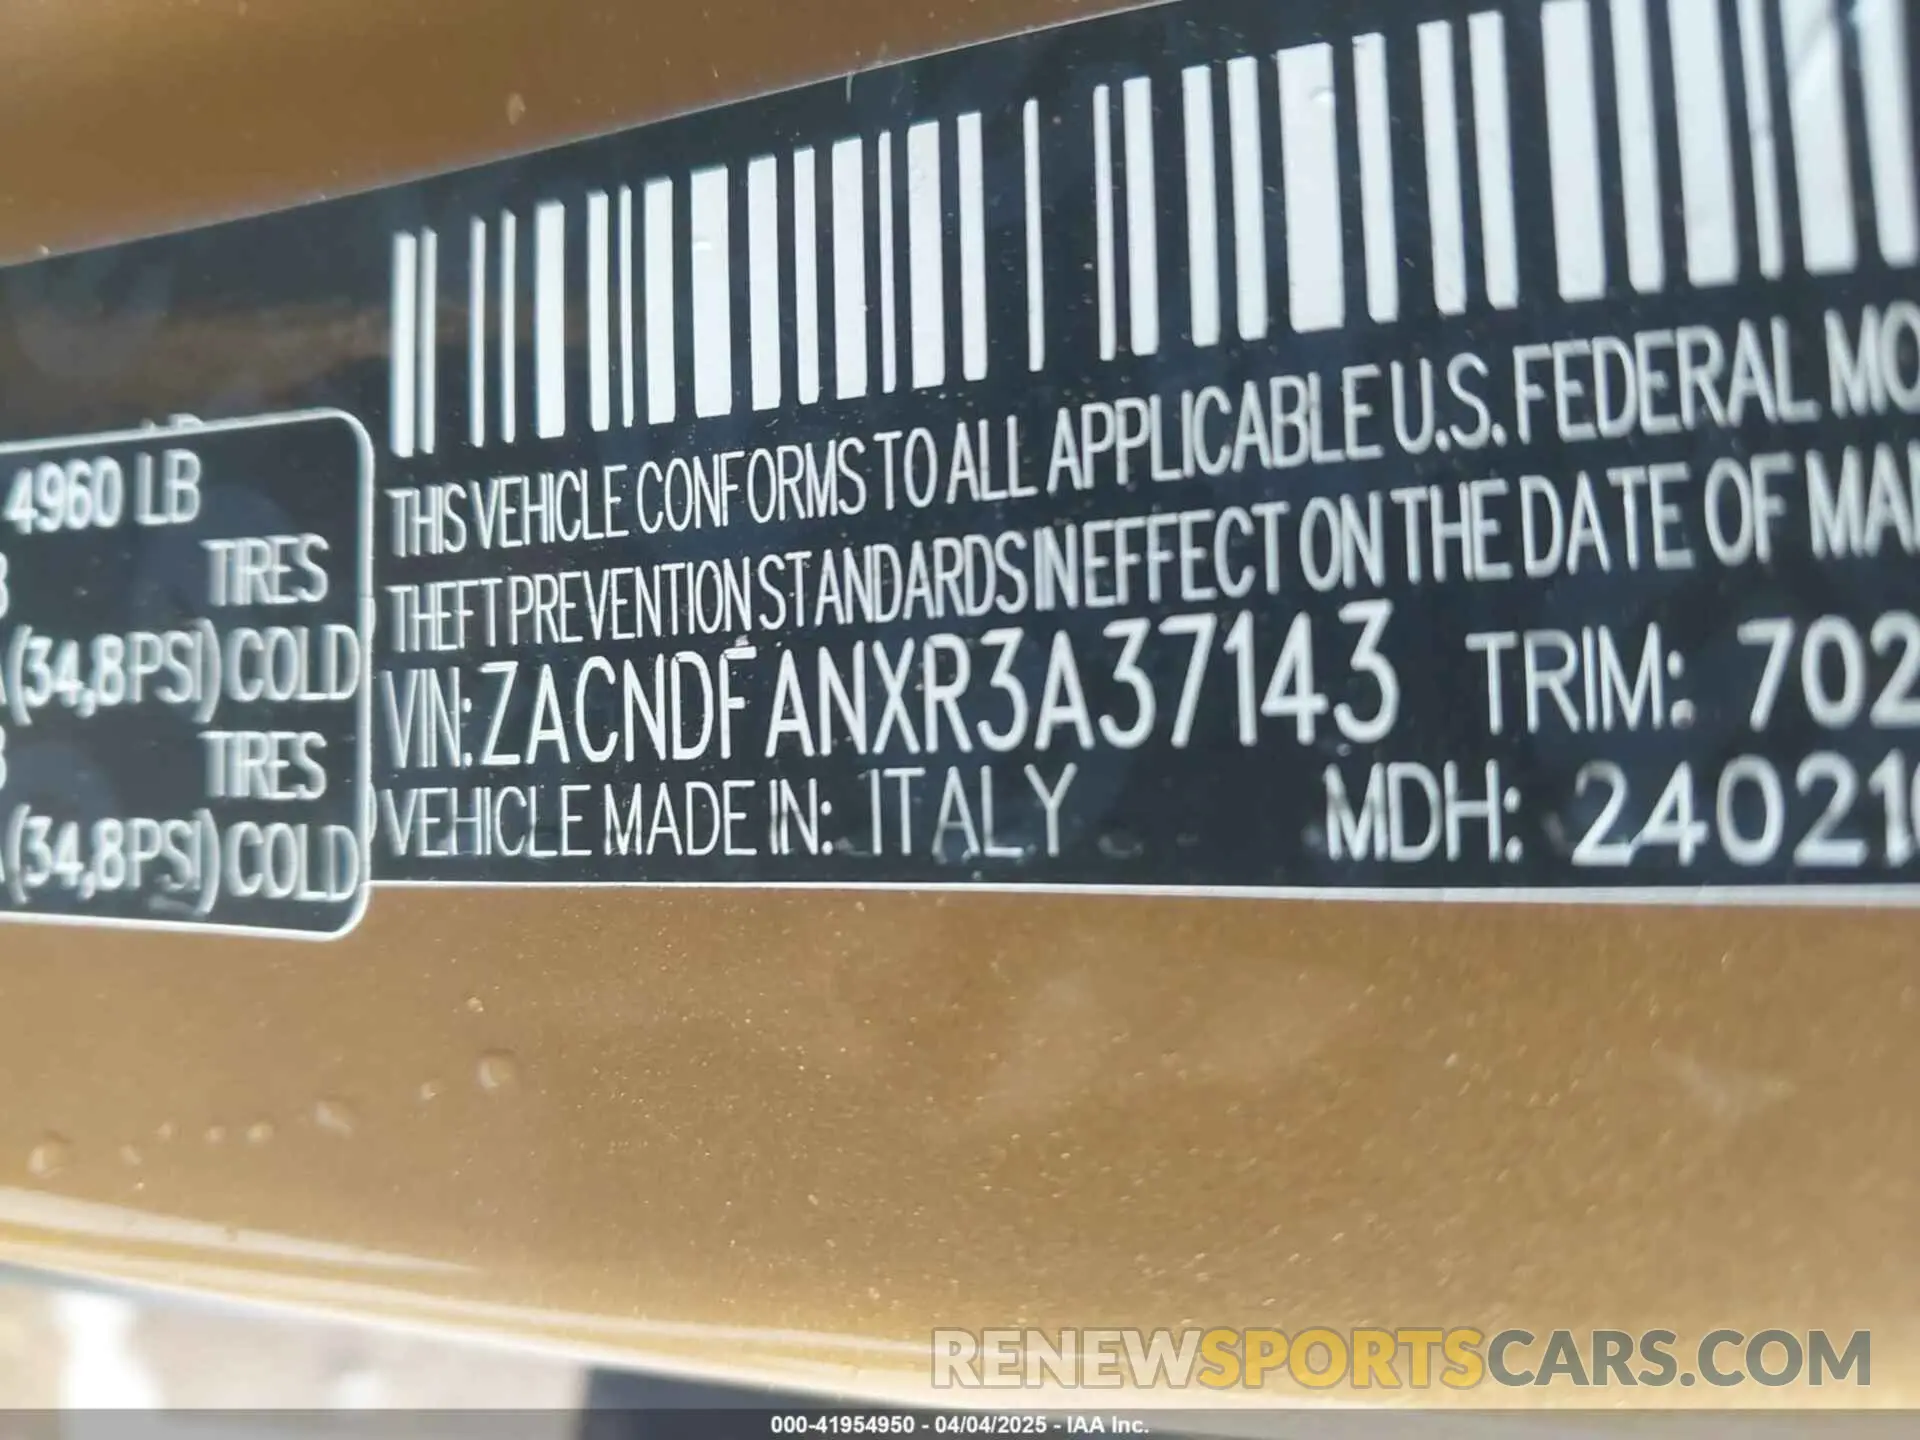 4960 LB
TIRES
(34,8PSI) COLD
TIRES
(34,8PSI) COLD
THIS VEHICLE CONFORMS TO ALL APPLICABLE U.S. FEDERAL MO
THEFT PREVENTION STANDARDS IN EFFECT ON THE DATE OF MA
VIN: ZACNDFANXR3A37143 TRIM: 702
VEHICLE MADE IN: ITALY MDH: 24021
RENEWSPORTSCARS.COM
000-41954950 - 04/04/2025 - IAA Inc.